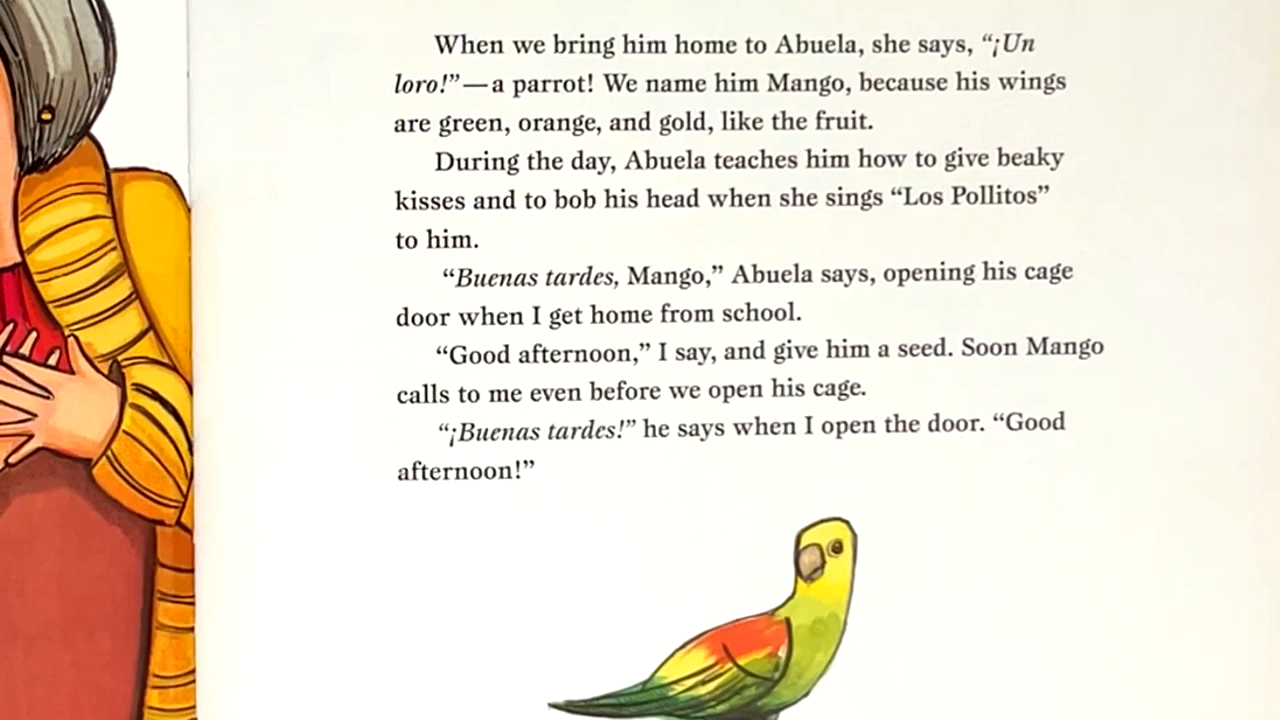 When we bring him home to Abuela, she says, “¡Un
loro!”—a parrot! We name him Mango, because his wings
are green, orange, and gold, like the fruit.
During the day, Abuela teaches him how to give beaky
kisses and to bob his head when she sings “Los Pollitos”
to him.
“Buenas tardes, Mango,” Abuela says, opening his cage
door when I get home from school.
“Good afternoon,” I say, and give him a seed. Soon Mango
calls to me even before we open his cage.
“¡Buenas tardes!” he says when I open the door. “Good
afternoon!”